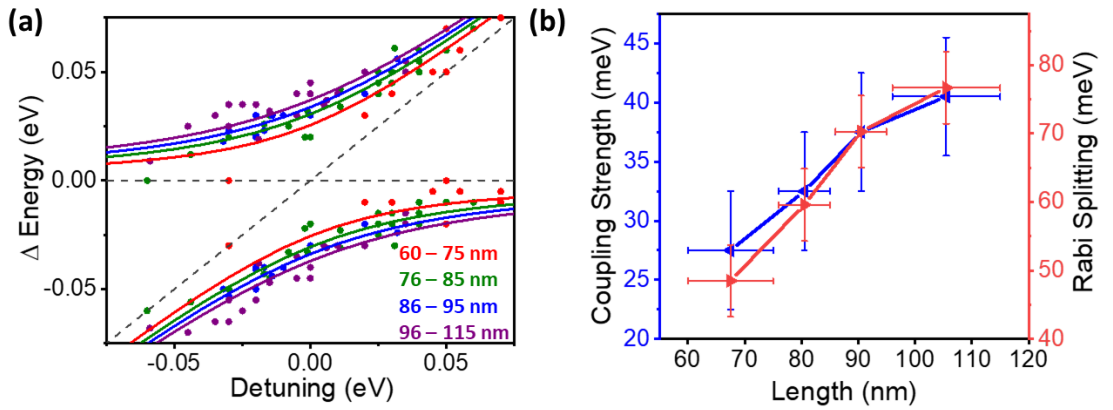 (a)
Δ Energy (eV)
0.05
0.00
-0.05
-0.05
0.00
0.05
Detuning (eV)
60 – 75 nm
76 – 85 nm
86 – 95 nm
96 – 115 nm
(b)
Coupling Strength (meV)
45
40
35
30
25
20
60
70
80
90
100
110
120
Length (nm)
80
70
60
50
40
Rabi Splitting (meV)